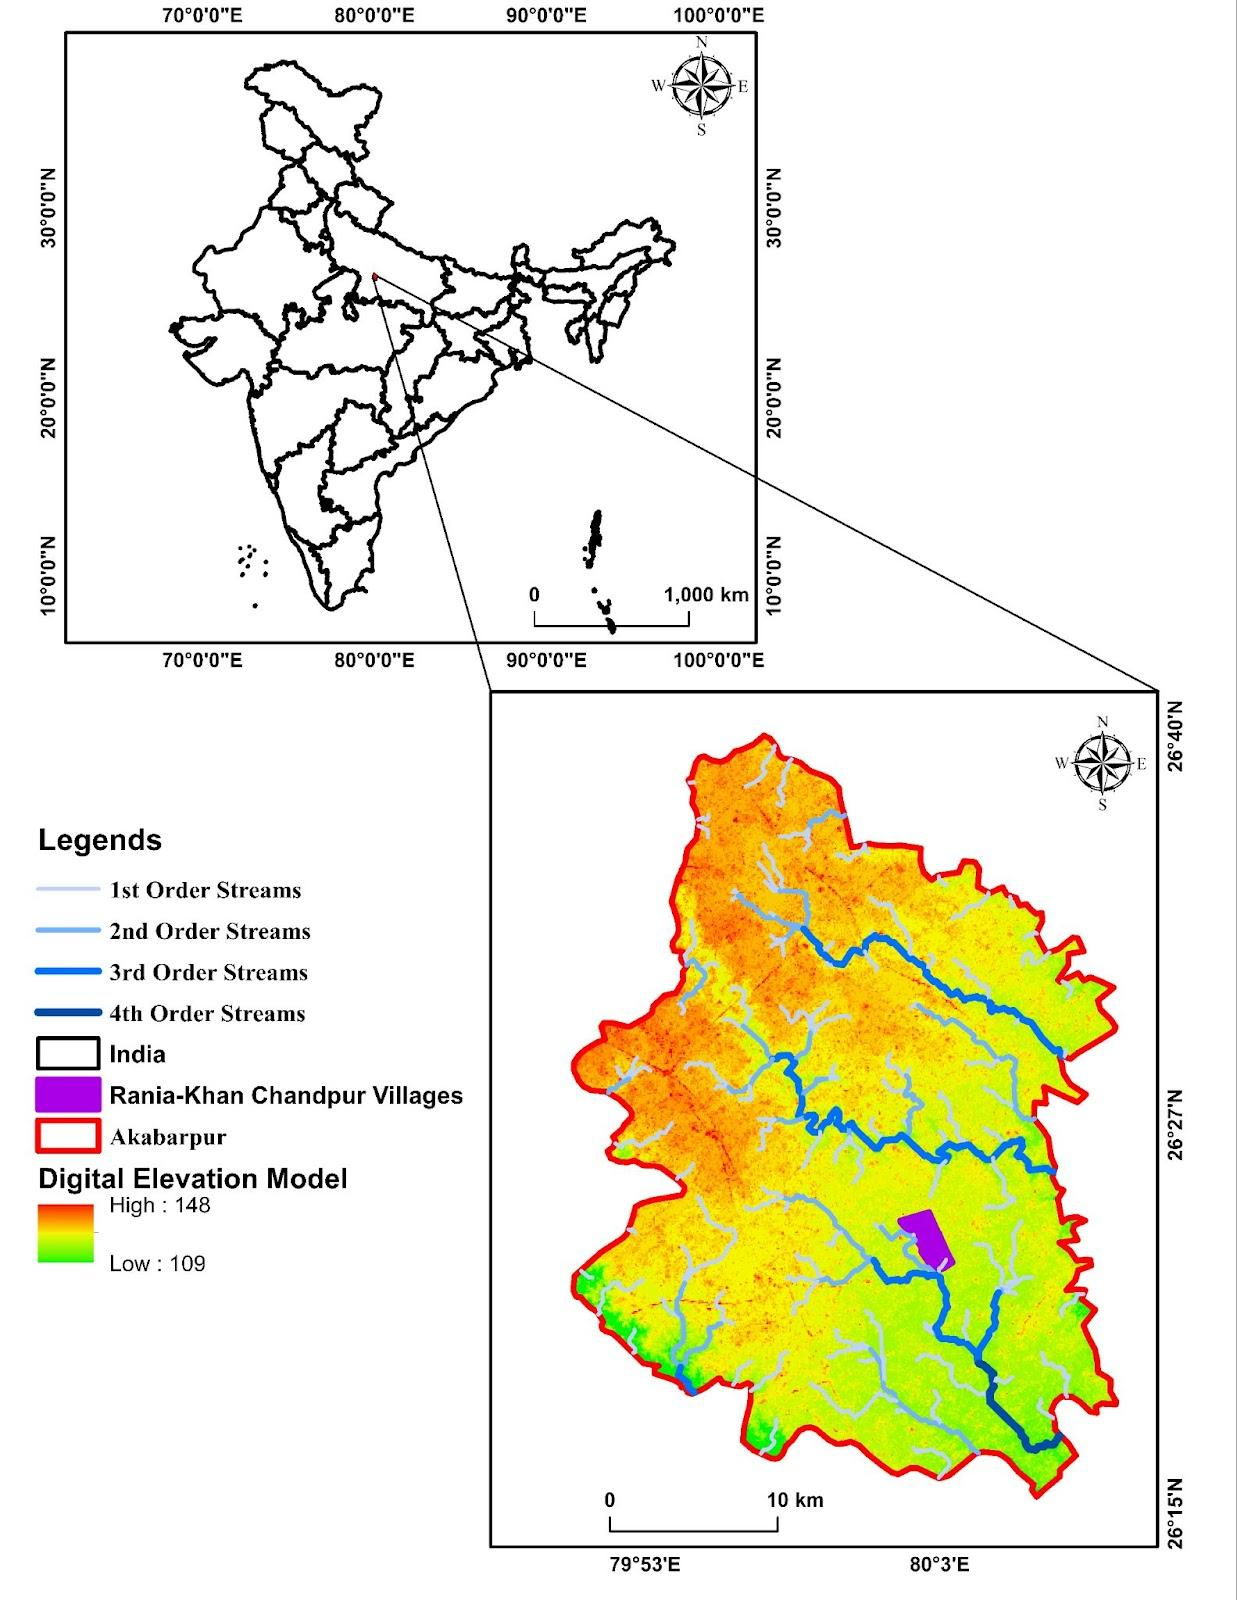 70°0'0"E 80°0'0"E 90°0'0"E 100°0'0"E
N
W E
S
30°0'0"N 30°0'0"N
20°0'0"N 20°0'0"N
10°0'0"N 10°0'0"N
0 1,000 km
70°0'0"E 80°0'0"E 90°0'0"E 100°0'0"E
N
W E
S
26°40'N
26°27'N
26°15'N
Legends
1st Order Streams
2nd Order Streams
3rd Order Streams
4th Order Streams
India
Rania-Khan Chandpur Villages
Akabarpur
Digital Elevation Model
High : 148
Low : 109
0 10 km
79°53'E 80°3'E